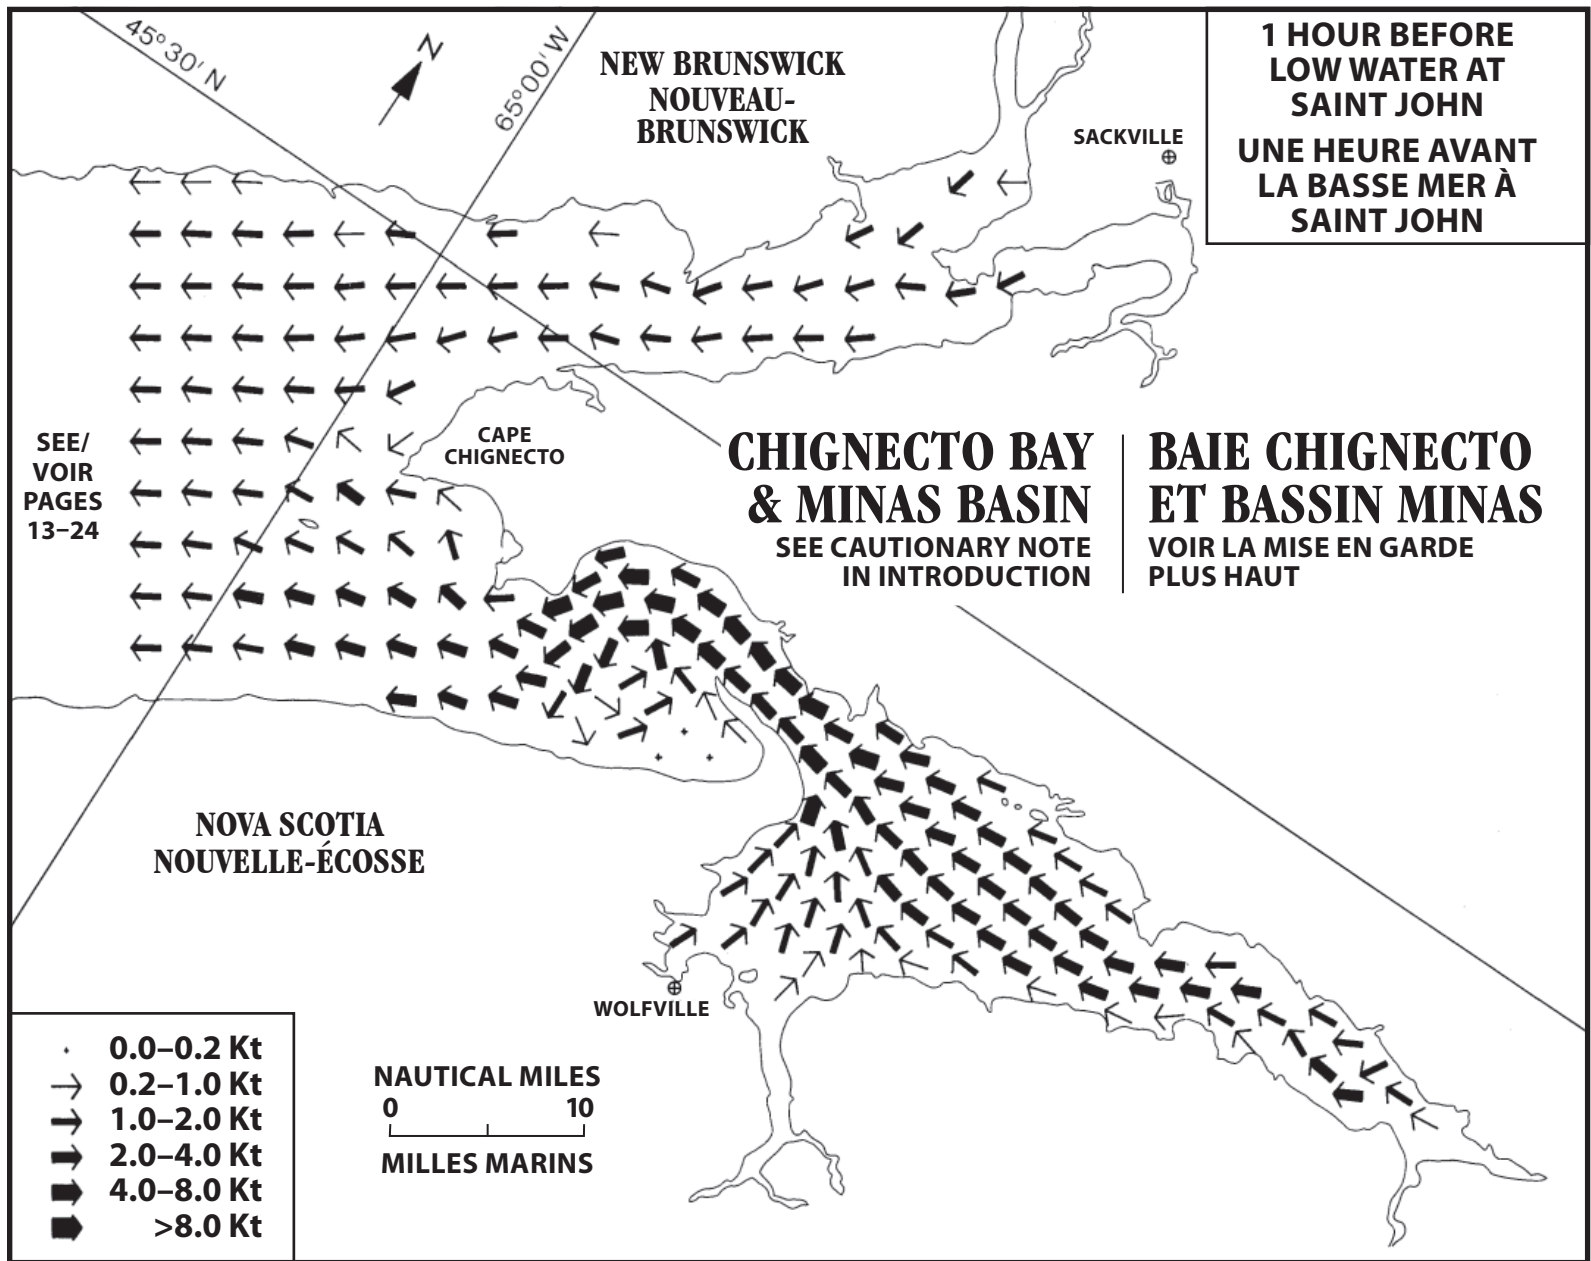 45°30' N
N
65°00' W
NEW BRUNSWICK
NOUVEAU-
BRUNSWICK
SACKVILLE
1 HOUR BEFORE
LOW WATER AT
SAINT JOHN
UNE HEURE AVANT
LA BASSE MER À
SAINT JOHN
SEE/
VOIR
PAGES
13–24
CAPE
CHIGNECTO
CHIGNECTO BAY
& MINAS BASIN
SEE CAUTIONARY NOTE
IN INTRODUCTION
BAIE CHIGNECTO
ET BASSIN MINAS
VOIR LA MISE EN GARDE
PLUS HAUT
NOVA SCOTIA
NOUVELLE-ÉCOSSE
WOLFVILLE
0.0–0.2 Kt
0.2–1.0 Kt
1.0–2.0 Kt
2.0–4.0 Kt
4.0–8.0 Kt
>8.0 Kt
NAUTICAL MILES
0 10
MILLES MARINS